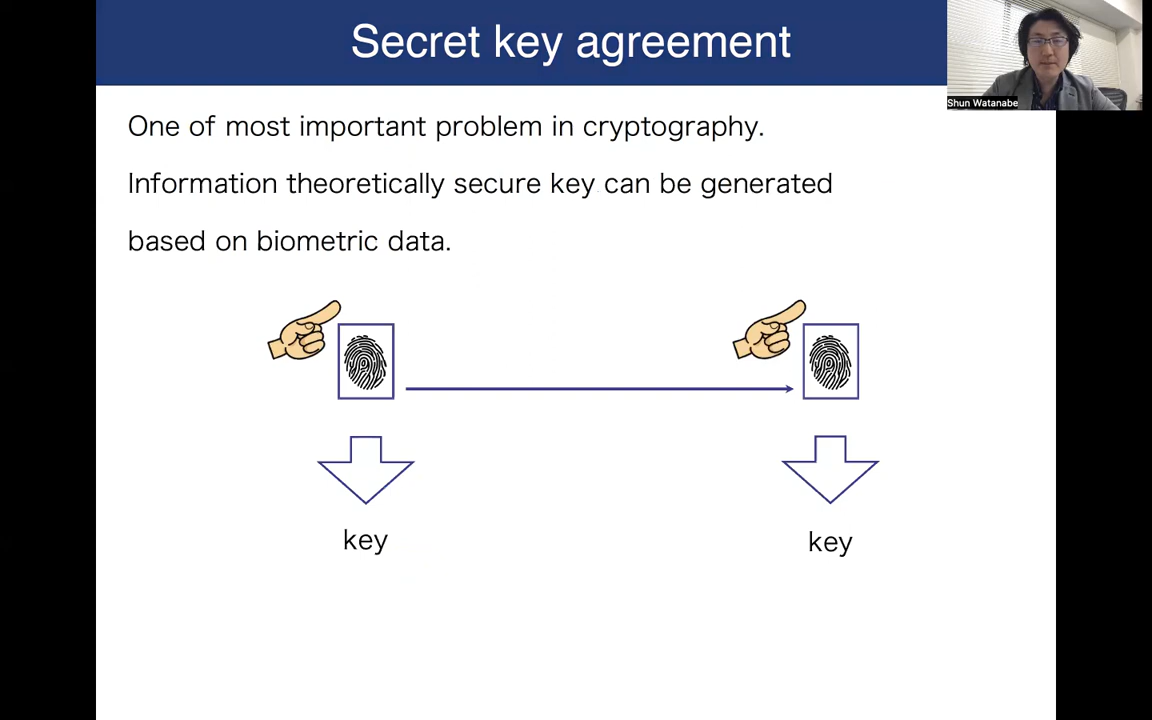 Secret key agreement
Shun Watanabe
One of most important problem in cryptography.
Information theoretically secure key can be generated
based on biometric data.
key
key